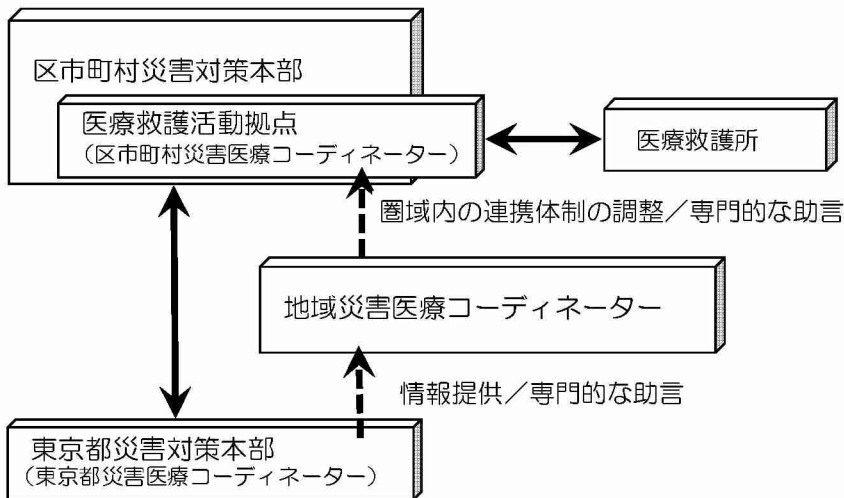 区市町村災害対策本部
医療救護活動拠点
（区市町村災害医療コーディネーター）
医療救護所
圏域内の連携体制の調整／専門的な助言
地域災害医療コーディネーター
情報提供／専門的な助言
東京都災害対策本部
（東京都災害医療コーディネーター）